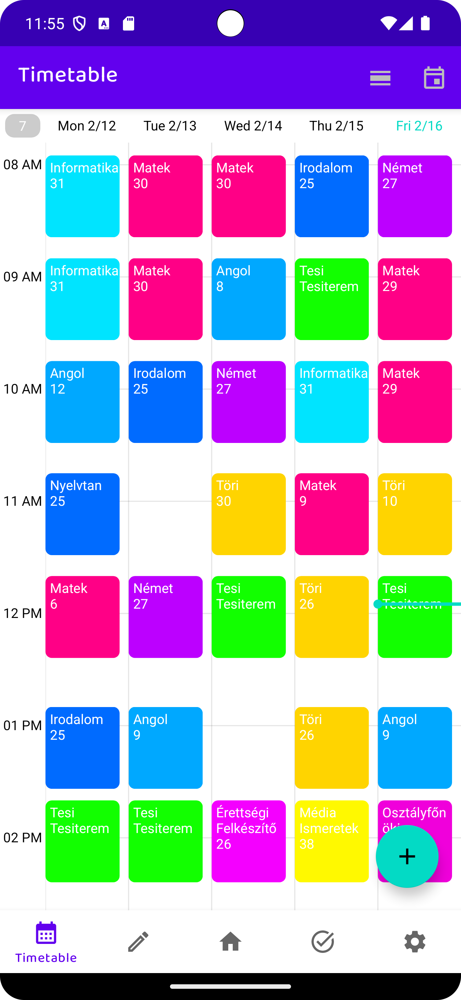 11:55
Timetable
7
Mon 2/12
Tue 2/13
Wed 2/14
Thu 2/15
Fri 2/16
08 AM
Informatika
31
Matek
30
Matek
30
Irodalom
25
Német
27
09 AM
Informatika
31
Matek
30
Angol
8
Tesi
Tesiterem
Matek
29
10 AM
Angol
12
Irodalom
25
Német
27
Informatika
31
Matek
29
11 AM
Nyelvtan
25
Töri
30
Matek
9
Töri
10
12 PM
Matek
6
Német
27
Tesi
Tesiterem
Töri
26
Tesi
Tesiterem
01 PM
Irodalom
25
Angol
9
Töri
26
Angol
9
02 PM
Tesi
Tesiterem
Tesi
Tesiterem
Érettségi
Felkészítő
26
Média
Ismeretek
38
Osztályfőn
Timetable